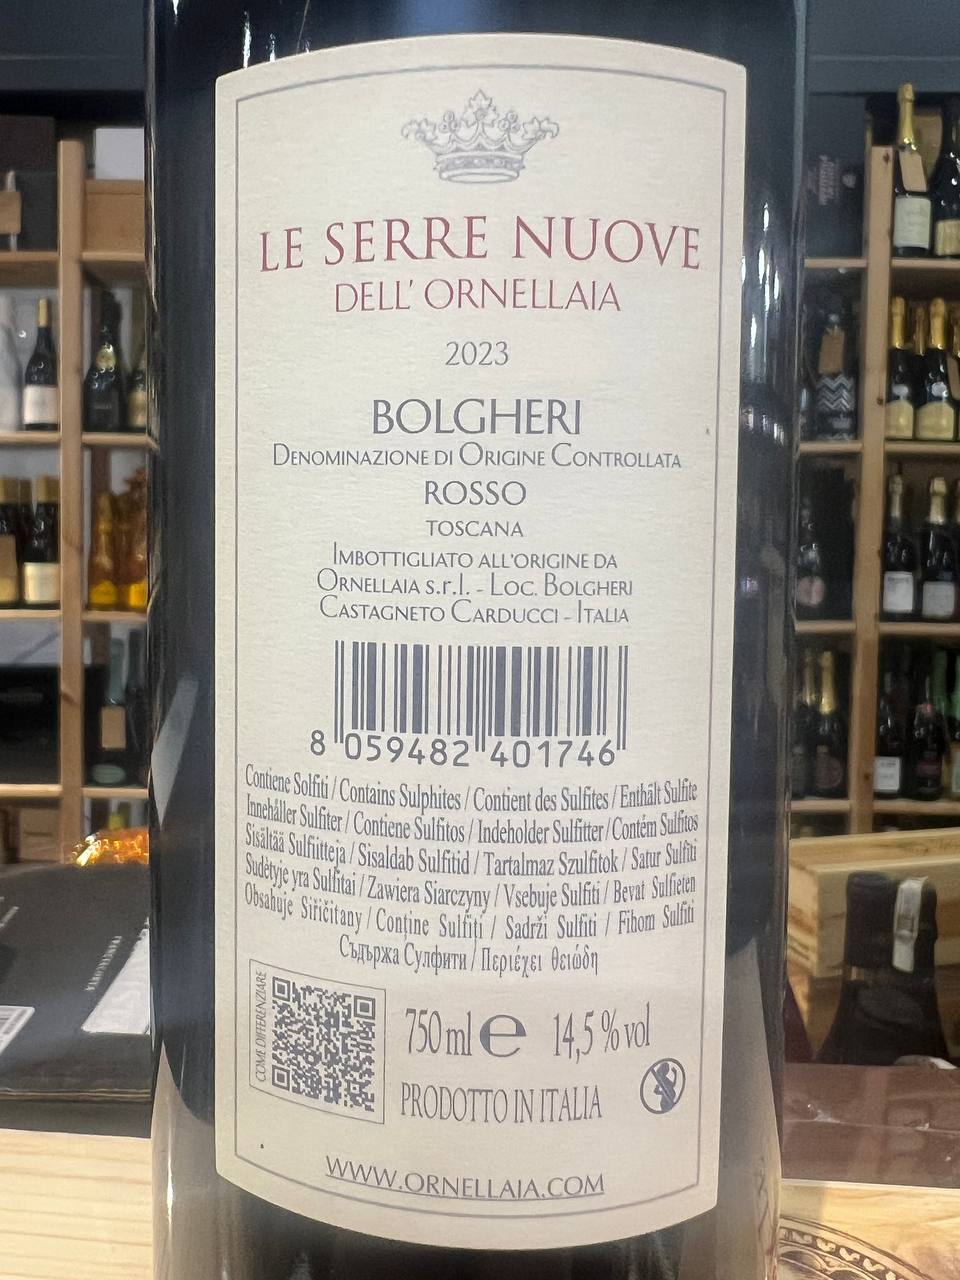 LE SERRE NUOVE
DELL' ORNELLAIA
2023
BOLGHERI
DENOMINAZIONE DI ORIGINE CONTROLLATA
ROSSO
TOSCANA
IMBOTTIGLIATO ALL'ORIGINE DA
ORNELLAIA s.r.l. - LOC. BOLGHERI
CASTAGNETO CARDUCCI - ITALIA
8 059482 401746
Contiene Solfiti / Contains Sulphites / Contient des Sulfites / Enthält Sulfite
Innehåller Sulfiter / Contiene Sulfitos / Indeholder Sulfitter / Contém Sulfitos
Sisältää Sulfiitteja / Sisaldab Sulfitid / Tartalmaz Szulfitok / Satur Sulfīti
Sudėtyje yra Sulfitai / Zawiera Siarczyny / Vsebuje Sulfiti / Bevat Sulfieten
Obsahuje Siřičitany / Conține Sulfiți / Sadrži Sulfiti / Fihom Sulfiti
Съдържа Сулфити / Περιέχει θειώδη
COME DIFFERENZIARE
750 ml e 14,5 % vol
PRODOTTO IN ITALIA
WWW.ORNELLAIA.COM